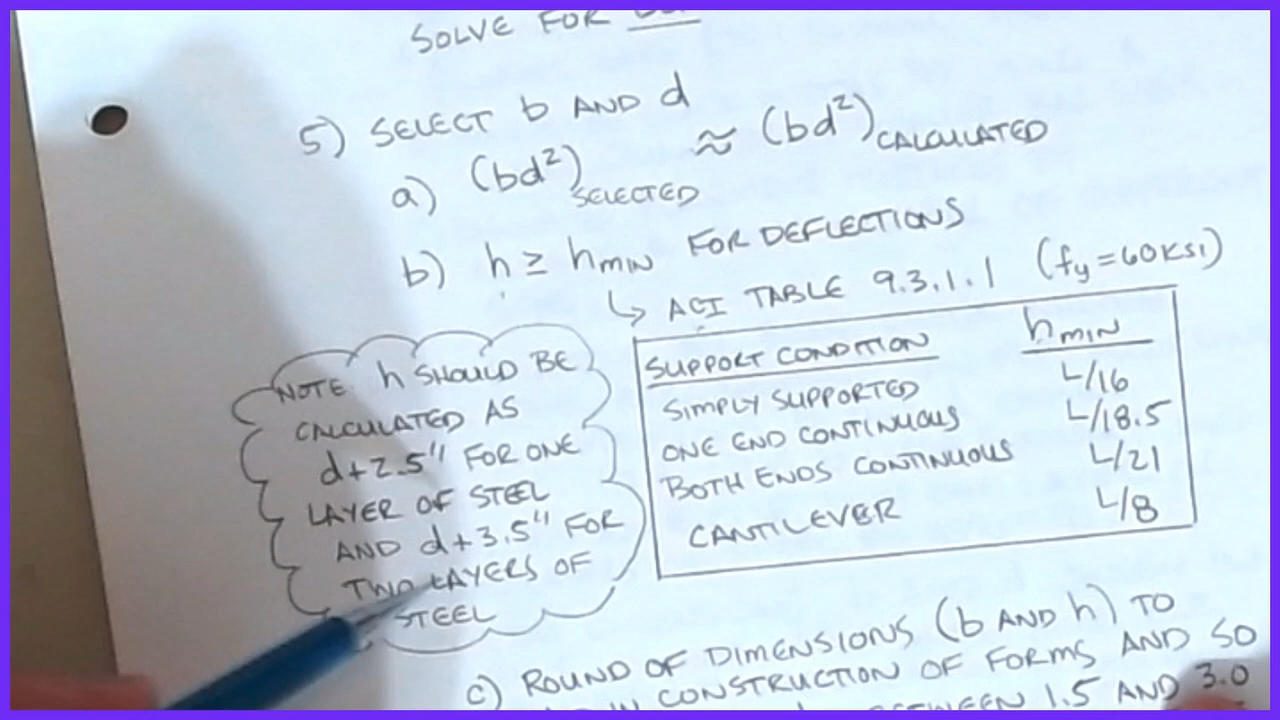 SOLVE FOR
5) SELECT b AND d
a) (bd²)SELECTED ≈ (bd²)CALCULATED
b) h ≥ hMIN FOR DEFLECTIONS
↳ ACI TABLE 9.3.1.1 (fy = 60KSI)
SUPPORT CONDITION hMIN
SIMPLY SUPPORTED L/16
ONE END CONTINUOUS L/18.5
BOTH ENDS CONTINUOUS L/21
CANTILEVER L/8
NOTE: h SHOULD BE
CALCULATED AS
d+2.5" FOR ONE
LAYER OF STEEL
AND d+3.5" FOR
TWO LAYERS OF
STEEL
c) ROUND OF DIMENSIONS (b AND h) TO
IN CONSTRUCTION OF FORMS AND SO
BETWEEN 1.5 AND 3.0